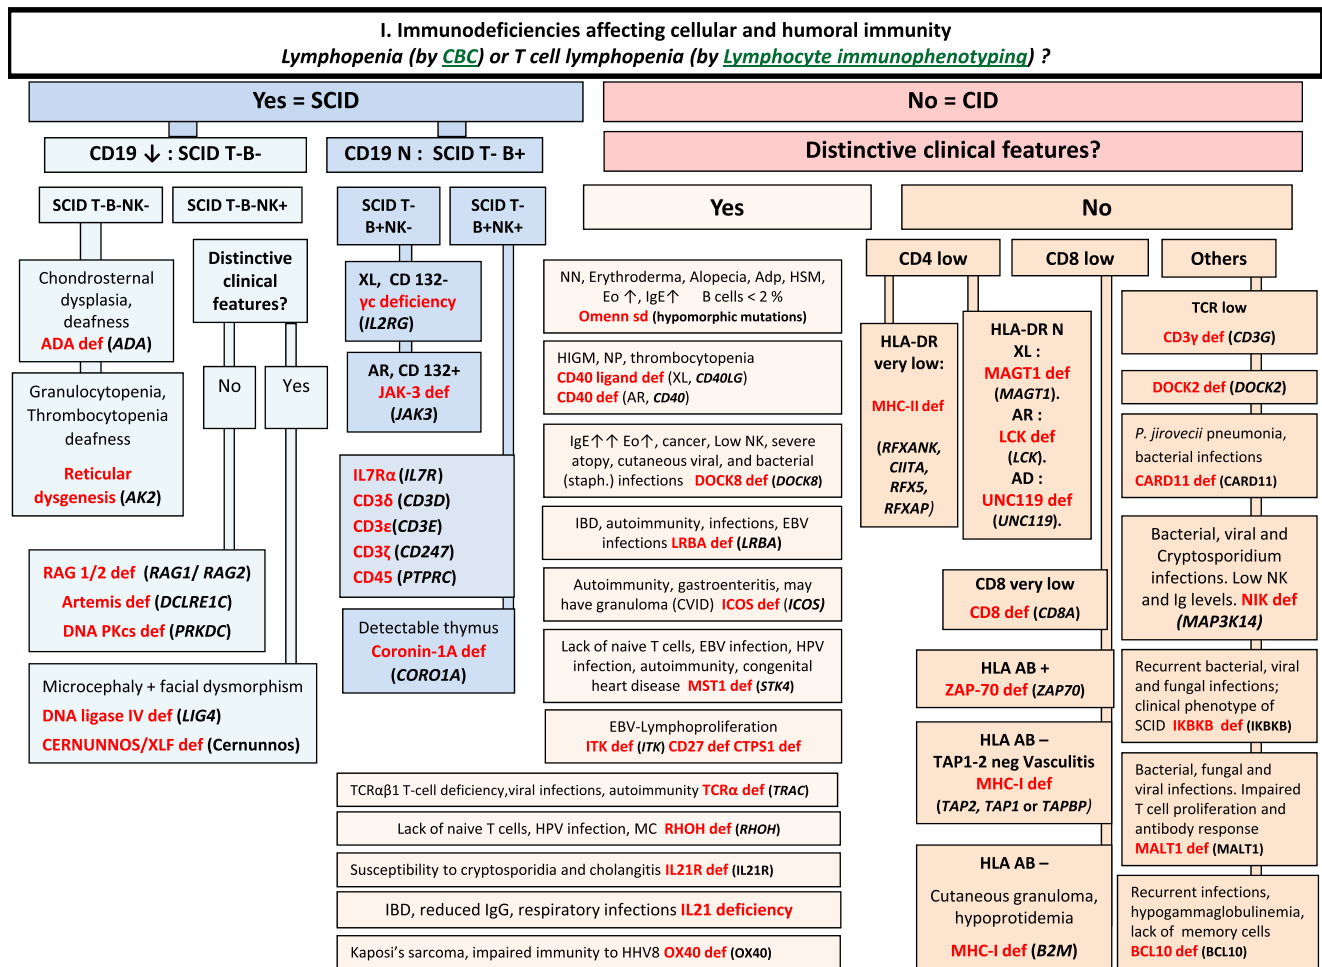 I. Immunodeficiencies affecting cellular and humoral immunity
Lymphopenia (by CBC) or T cell lymphopenia (by Lymphocyte immunophenotyping) ?
Yes = SCID
No = CID
CD19 ↓ : SCID T-B-
CD19 N : SCID T- B+
Distinctive clinical features?
SCID T-B-NK-
SCID T-B-NK+
SCID T-
B+NK-
SCID T-
B+NK+
Yes
No
Chondrosternal
dysplasia,
deafness
ADA def (ADA)
Granulocytopenia,
Thrombocytopenia
deafness
Reticular
dysgenesis (AK2)
Distinctive
clinical
features?
No
Yes
RAG 1/2 def (RAG1/ RAG2)
Artemis def (DCLRE1C)
DNA PKcs def (PRKDC)
Microcephaly + facial dysmorphism
DNA ligase IV def (LIG4)
CERNUNNOS/XLF def (Cernunnos)
XL, CD 132-
γc deficiency
(IL2RG)
AR, CD 132+
JAK-3 def
(JAK3)
IL7Rα (IL7R)
CD3δ (CD3D)
CD3ε(CD3E)
CD3ζ (CD247)
CD45 (PTPRC)
Detectable thymus
Coronin-1A def
(CORO1A)
NN, Erythroderma, Alopecia, Adp, HSM,
Eo ↑, IgE↑ B cells < 2 %
Omenn sd (hypomorphic mutations)
HIGM, NP, thrombocytopenia
CD40 ligand def (XL, CD40LG)
CD40 def (AR, CD40)
IgE↑↑ Eo↑, cancer, Low NK, severe
atopy, cutaneous viral, and bacterial
(staph.) infections DOCK8 def (DOCK8)
IBD, autoimmunity, infections, EBV
infections LRBA def (LRBA)
Autoimmunity, gastroenteritis, may
have granuloma (CVID) ICOS def (ICOS)
Lack of naive T cells, EBV infection, HPV
infection, autoimmunity, congenital
heart disease MST1 def (STK4)
EBV-Lymphoproliferation
ITK def (ITK) CD27 def CTPS1 def
TCRαβ1 T-cell deficiency,viral infections, autoimmunity TCRα def (TRAC)
Lack of naive T cells, HPV infection, MC RHOH def (RHOH)
Susceptibility to cryptosporidia and cholangitis IL21R def (IL21R)
IBD, reduced IgG, respiratory infections IL21 deficiency
Kaposi's sarcoma, impaired immunity to HHV8 OX40 def (OX40)
CD4 low
CD8 low
Others
HLA-DR
very low:
MHC-II def
(RFXANK,
CIITA,
RFX5,
RFXAP)
HLA-DR N
XL :
MAGT1 def
(MAGT1).
AR :
LCK def
(LCK).
AD :
UNC119 def
(UNC119).
CD8 very low
CD8 def (CD8A)
HLA AB +
ZAP-70 def (ZAP70)
HLA AB –
TAP1-2 neg Vasculitis
MHC-I def
(TAP2, TAP1 or TAPBP)
HLA AB –
Cutaneous granuloma,
hypoprotidemia
MHC-I def (B2M)
TCR low
CD3γ def (CD3G)
DOCK2 def (DOCK2)
P. jirovecii pneumonia,
bacterial infections
CARD11 def (CARD11)
Bacterial, viral and
Cryptosporidium
infections. Low NK
and Ig levels. NIK def
(MAP3K14)
Recurrent bacterial, viral
and fungal infections;
clinical phenotype of
SCID IKBKB def (IKBKB)
Bacterial, fungal and
viral infections. Impaired
T cell proliferation and
antibody response
MALT1 def (MALT1)
Recurrent infections,
hypogammaglobulinemia,
lack of memory cells
BCL10 def (BCL10)